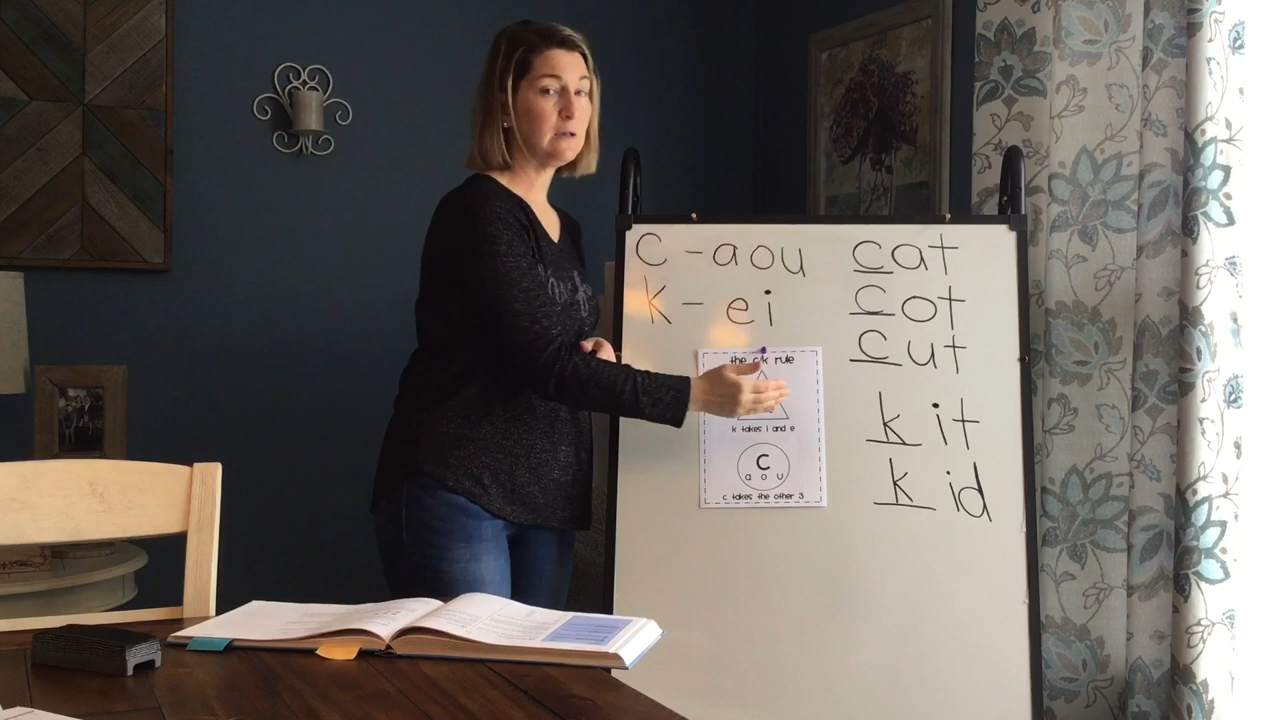 C - aou
k - ei
cat
cot
cut
kit
kid
the c/k rule
k takes i and e
C
a o u
c takes the other 3